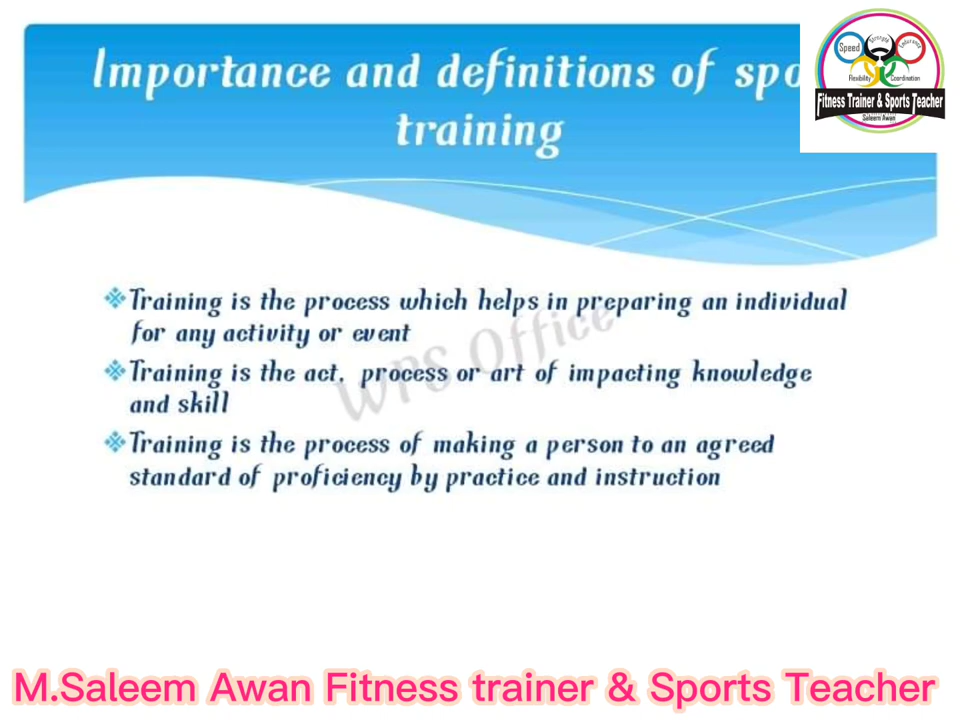 Importance and definitions of spo
training
Speed
Strength
Endurance
Flexibility
Coordination
Fitness Trainer & Sports Teacher
Saleem Awan
Training is the process which helps in preparing an individual
for any activity or event
Training is the act, process or art of impacting knowledge
and skill
Training is the process of making a person to an agreed
standard of proficiency by practice and instruction
WPS Office
M.Saleem Awan Fitness trainer & Sports Teacher